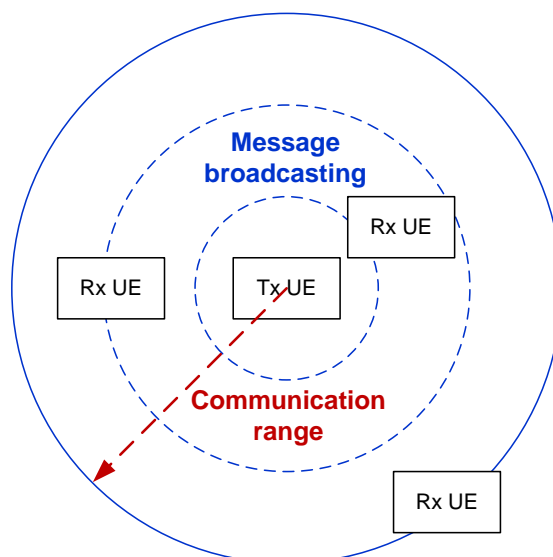 Message
broadcasting
Rx UE
Rx UE
Tx UE
Communication
range
Rx UE